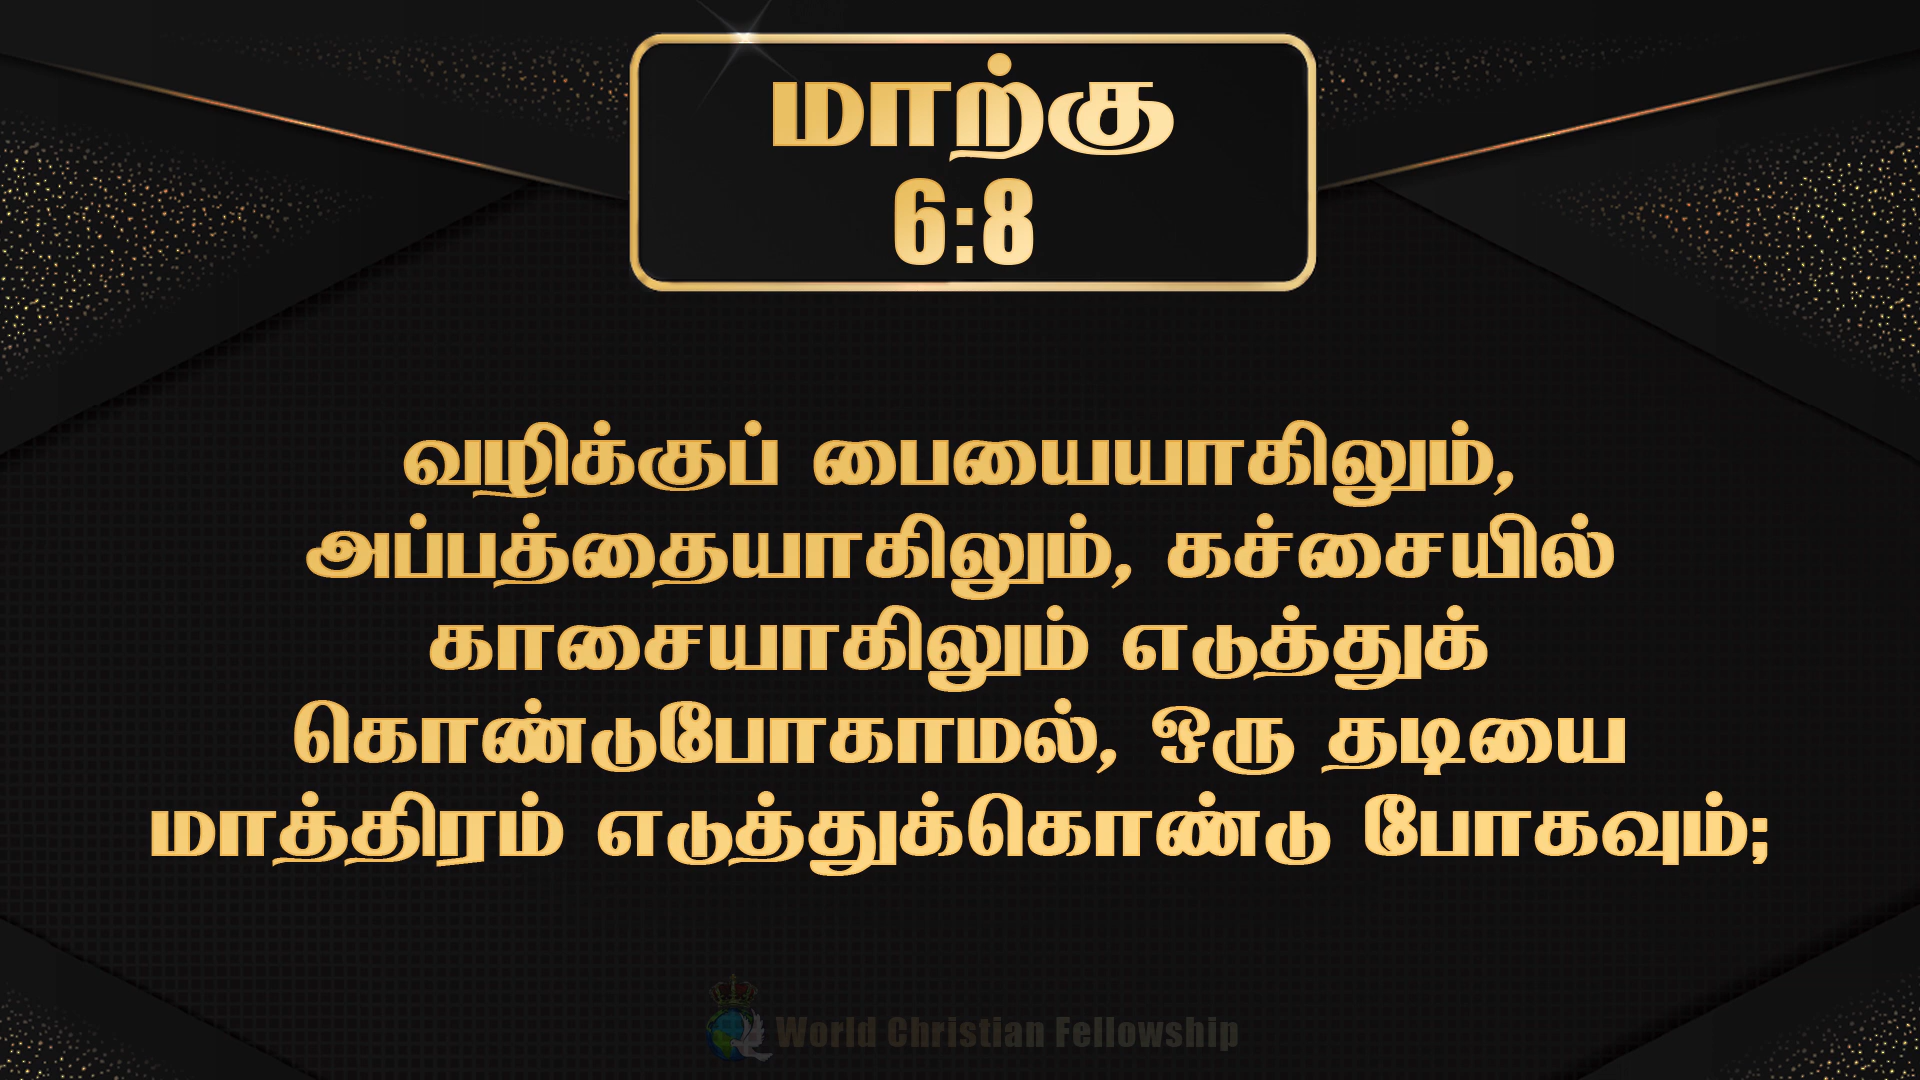 மாற்கு
6:8
வழிக்குப் பையையாகிலும்,
அப்பத்தையாகிலும், கச்சையில்
காசையாகிலும் எடுத்துக்
கொண்டுபோகாமல், ஒரு தடியை
மாத்திரம் எடுத்துக்கொண்டு போகவும்;
World Christian Fellowship